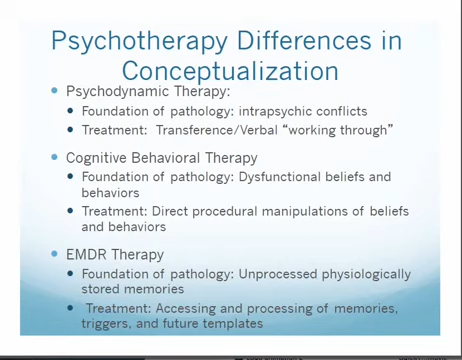 Psychotherapy Differences in
Conceptualization
Psychodynamic Therapy:
Foundation of pathology: intrapsychic conflicts
Treatment: Transference/Verbal “working through”
Cognitive Behavioral Therapy
Foundation of pathology: Dysfunctional beliefs and
behaviors
Treatment: Direct procedural manipulations of beliefs
and behaviors
EMDR Therapy
Foundation of pathology: Unprocessed physiologically
stored memories
Treatment: Accessing and processing of memories,
triggers, and future templates